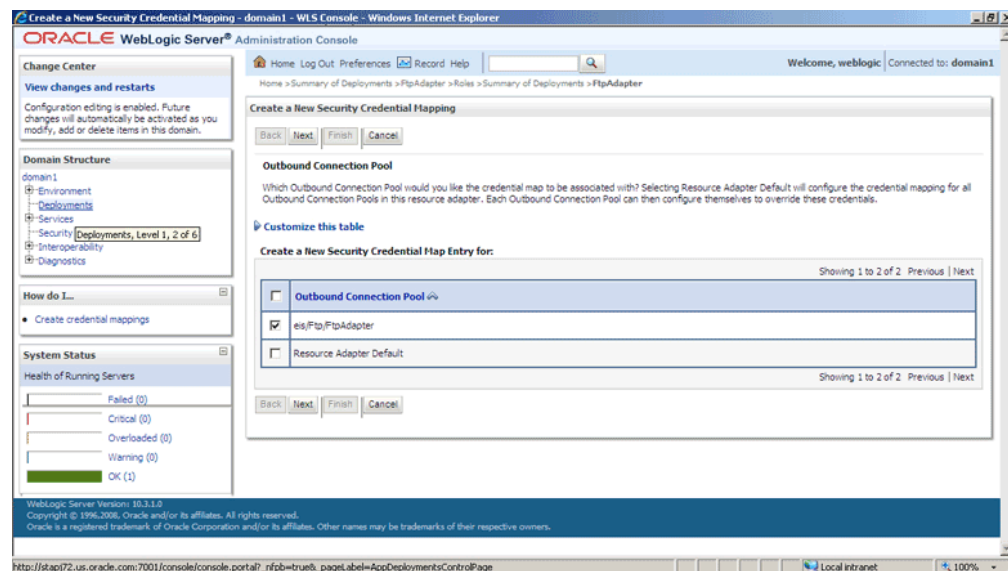 Create a New Security Credential Mapping - domain1 - WLS Console - Windows Internet Explorer
ORACLE WebLogic Server® Administration Console
Change Center
View changes and restarts
Configuration editing is enabled. Future
changes will automatically be activated as you
modify, add or delete items in this domain.
Domain Structure
domain1
Environment
Deployments
Services
Security
Deployments, Level 1, 2 of 6
Interoperability
Diagnostics
How do I...
Create credential mappings
System Status
Health of Running Servers
Failed (0)
Critical (0)
Overloaded (0)
Warning (0)
OK (1)
Home Log Out Preferences Record Help
Welcome, weblogic Connected to: domain1
Home >Summary of Deployments >FtpAdapter >Roles >Summary of Deployments >FtpAdapter
Create a New Security Credential Mapping
Back Next Finish Cancel
Outbound Connection Pool
Which Outbound Connection Pool would you like the credential map to be associated with? Selecting Resource Adapter Default will configure the credential mapping for all
Outbound Connection Pools in this resource adapter. Each Outbound Connection Pool can then configure themselves to override these credentials.
Customize this table
Create a New Security Credential Map Entry for:
Showing 1 to 2 of 2 Previous | Next
Outbound Connection Pool
eis/Ftp/FtpAdapter
Resource Adapter Default
Showing 1 to 2 of 2 Previous | Next
Back Next Finish Cancel
WebLogic Server Version: 10.3.1.0
Copyright © 1996,2008, Oracle and/or its affiliates. All rights reserved.
Oracle is a registered trademark of Oracle Corporation and/or its affiliates. Other names may be trademarks of their respective owners.
http://stapj72.us.oracle.com:7001/console/console.portal?_nfpb=true&_pageLabel=AppDeploymentsControlPage
Local intranet
100%